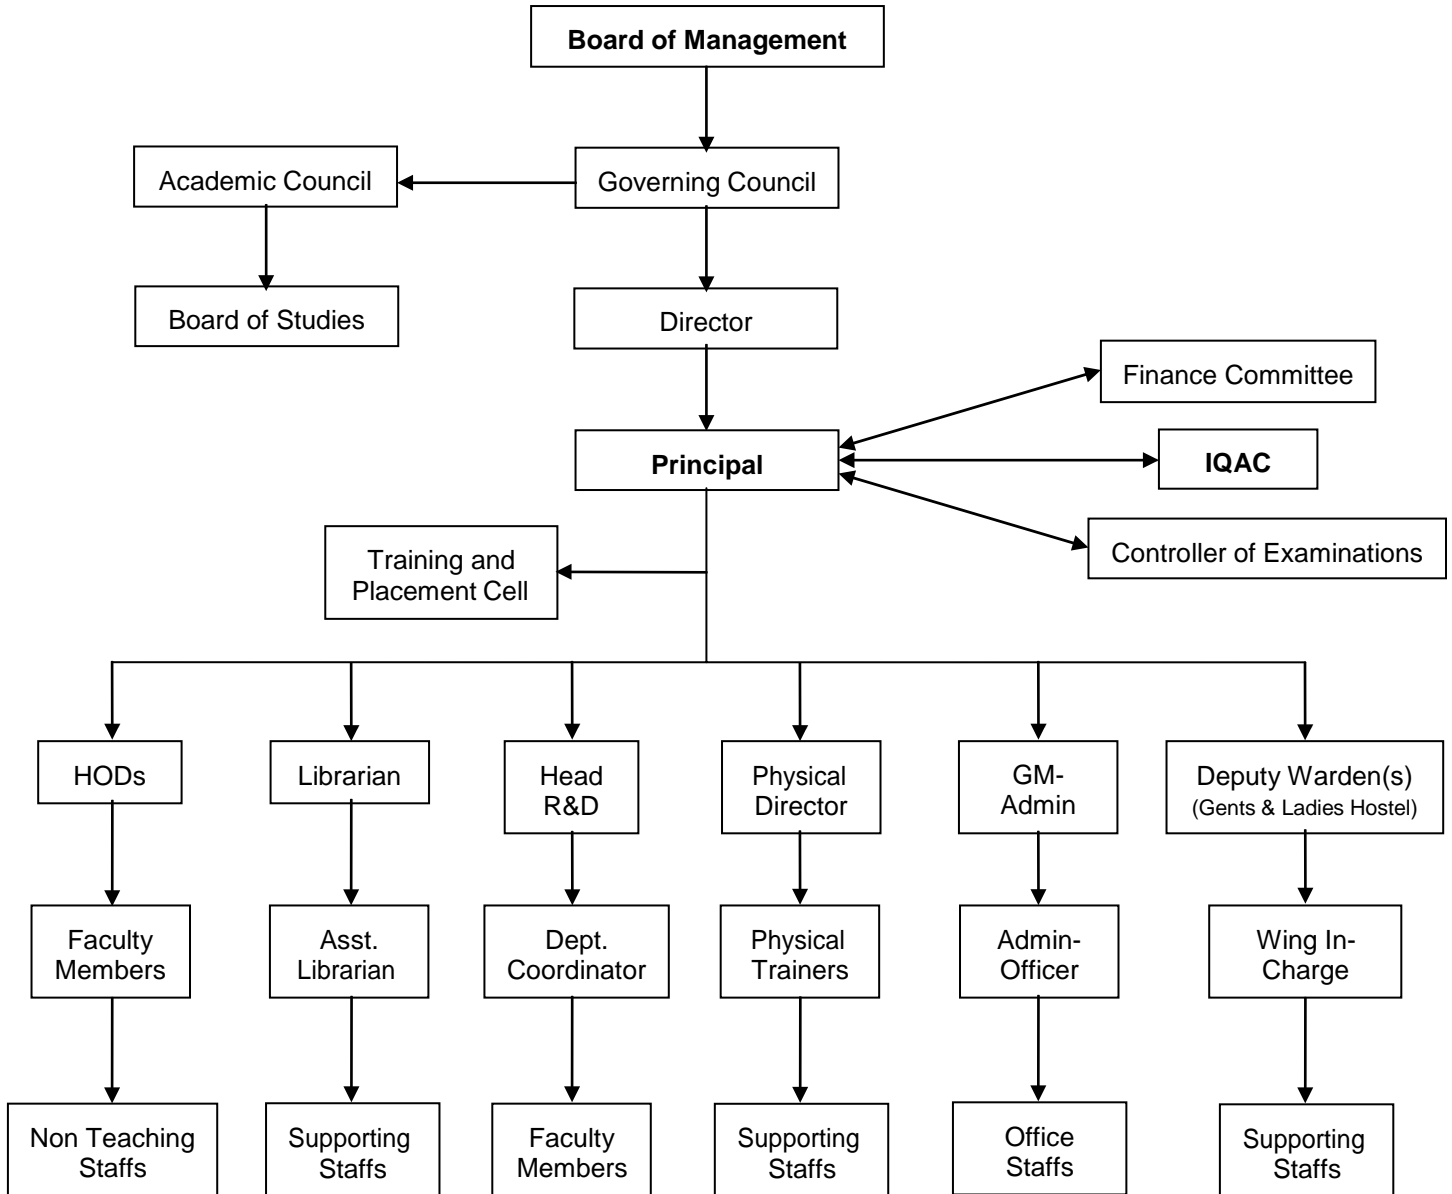 Board of Management
Academic Council
Governing Council
Board of Studies
Director
Finance Committee
Principal
IQAC
Controller of Examinations
Training and
Placement Cell
HODs
Librarian
Head
R&D
Physical
Director
GM-
Admin
Deputy Warden(s)
(Gents & Ladies Hostel)
Faculty
Members
Asst.
Librarian
Dept.
Coordinator
Physical
Trainers
Admin-
Officer
Wing In-
Charge
Non Teaching
Staffs
Supporting
Staffs
Faculty
Members
Supporting
Staffs
Office
Staffs
Supporting
Staffs